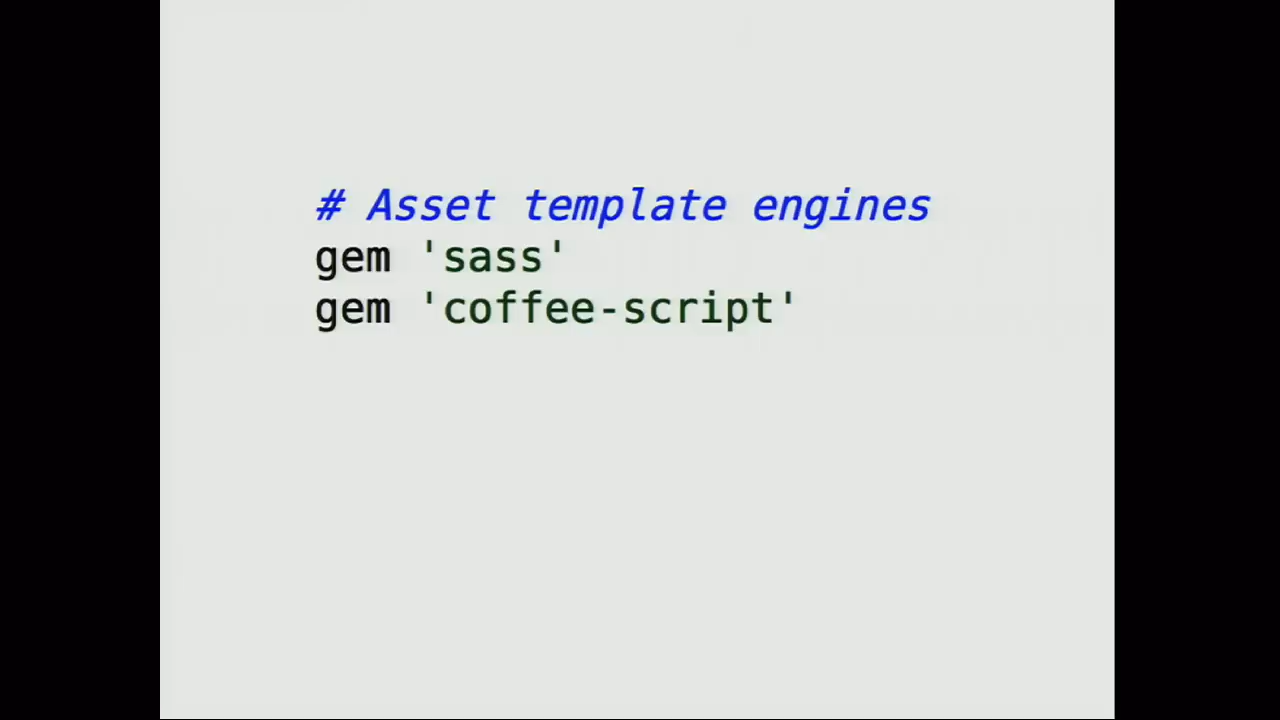 # Asset template engines
gem 'sass'
gem 'coffee-script'